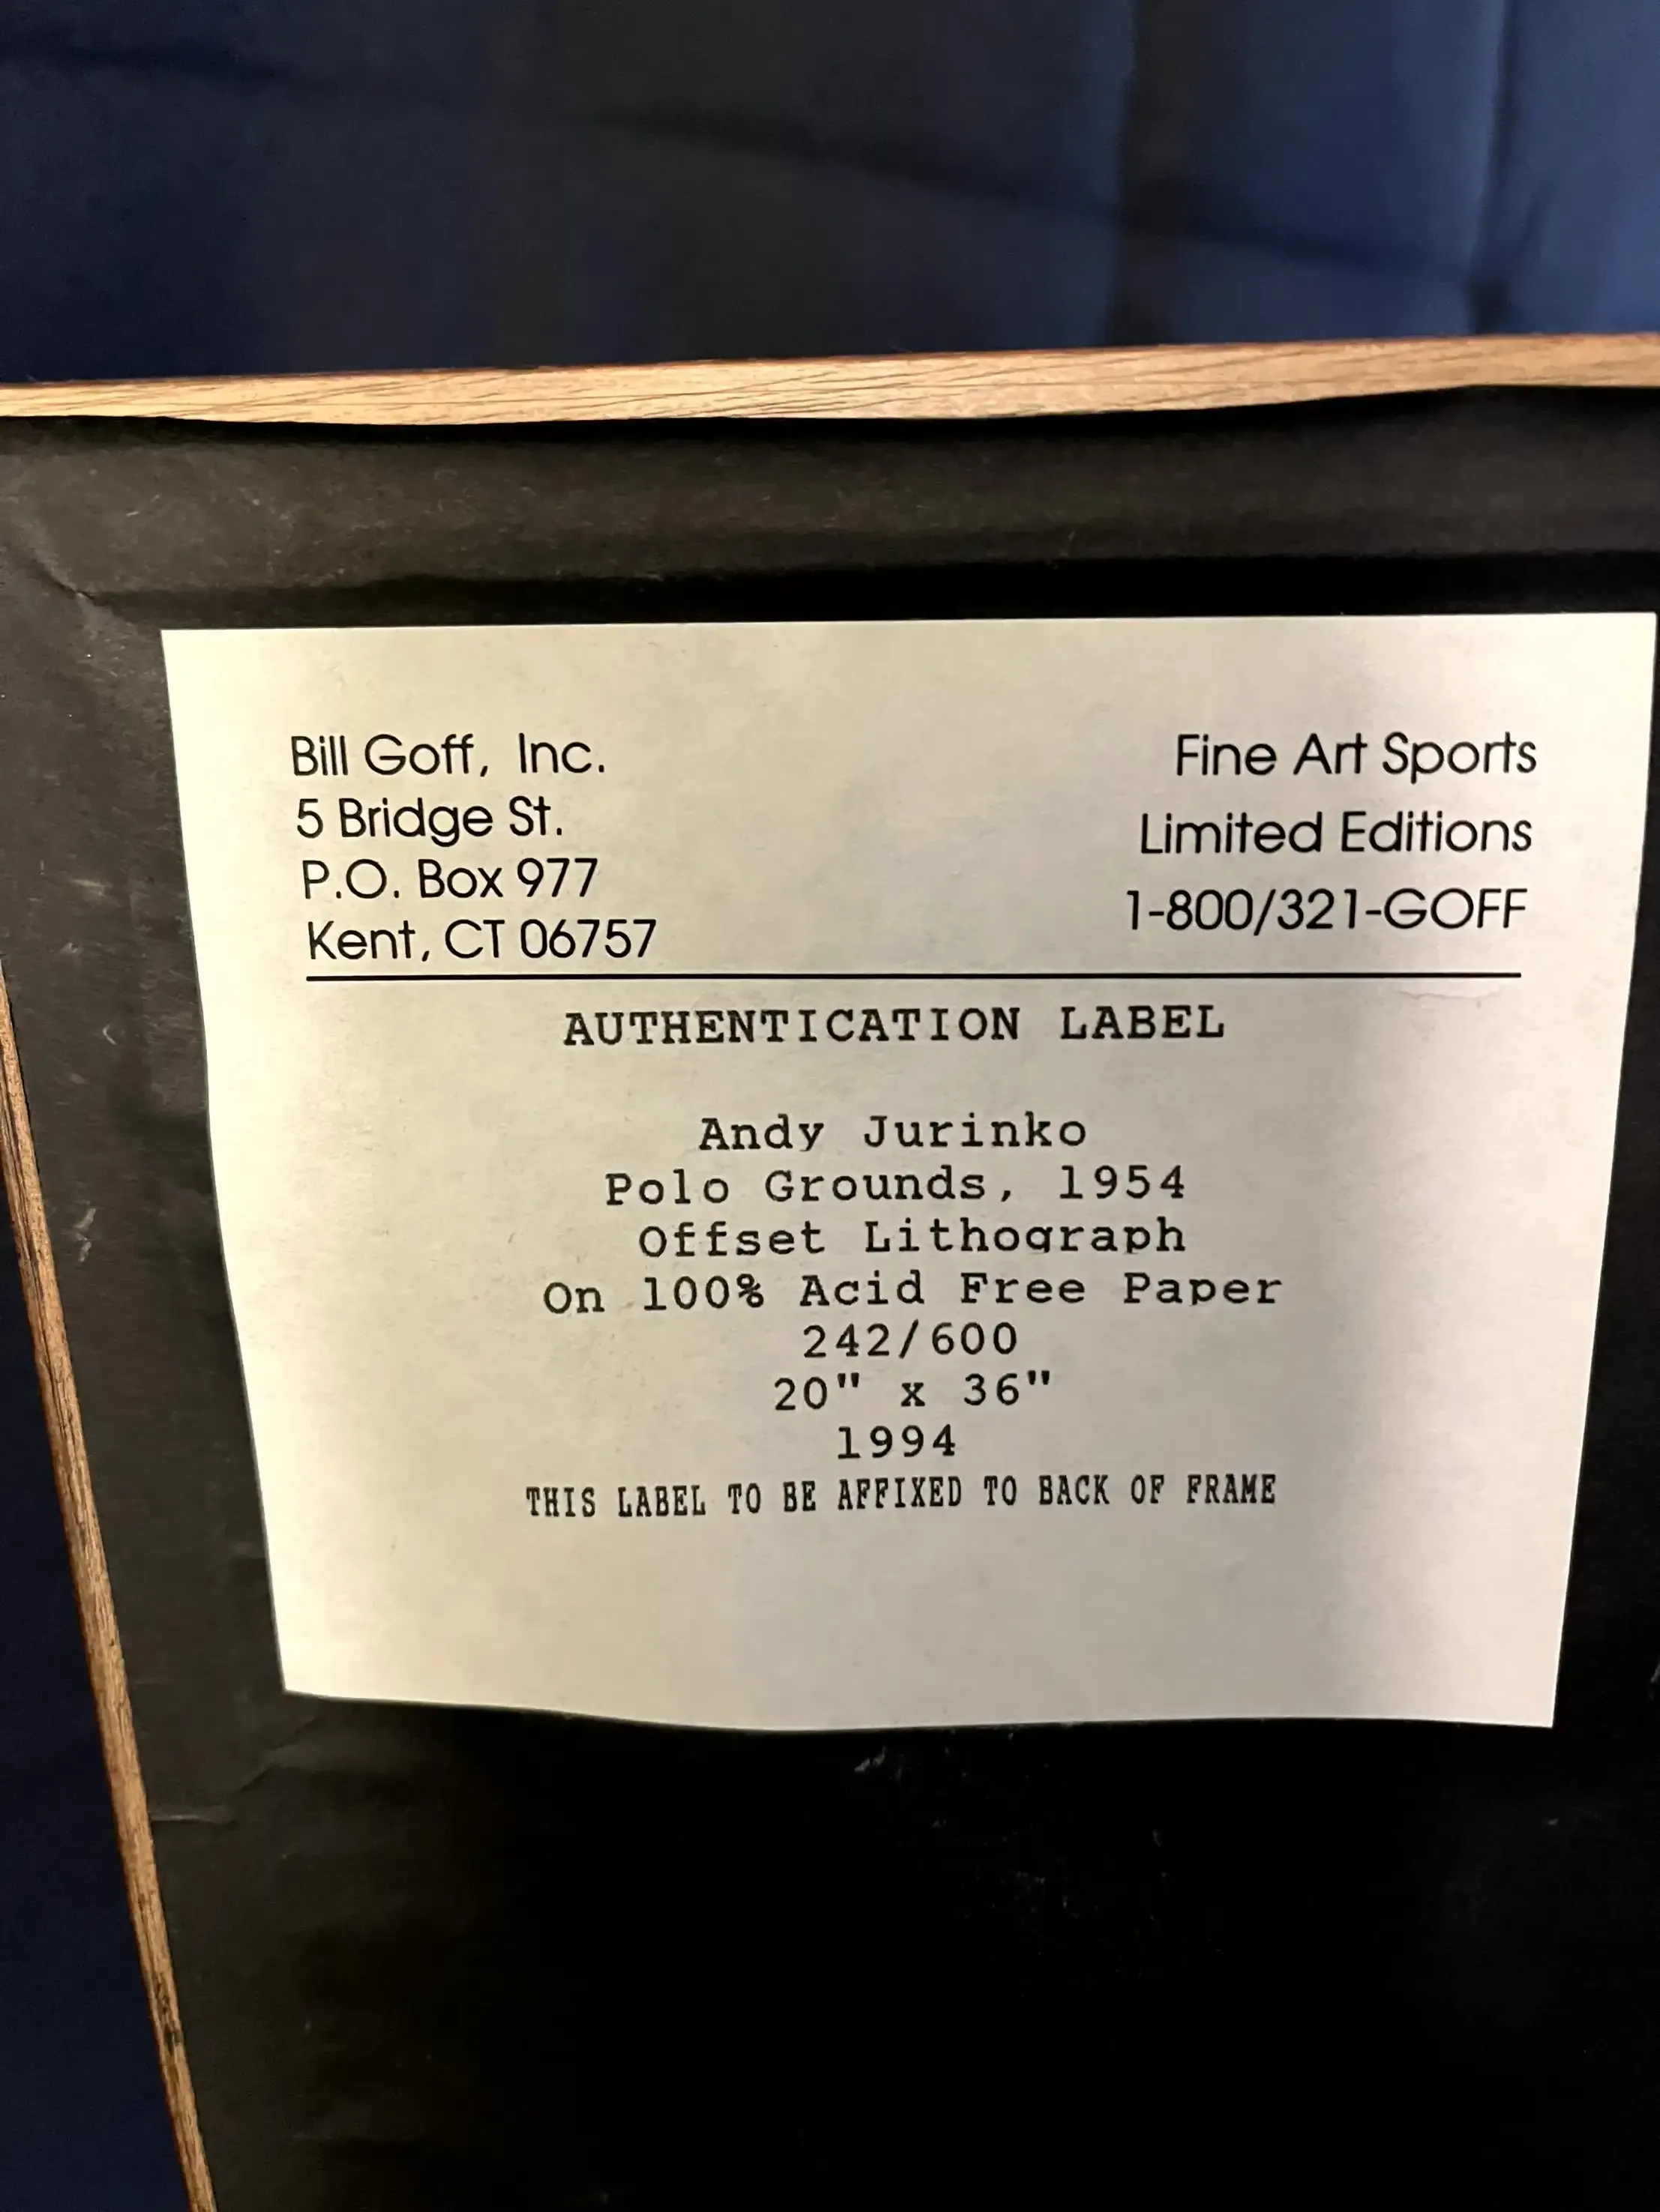 Bill Goff, Inc.
5 Bridge St.
P.O. Box 977
Kent, CT 06757
Fine Art Sports
Limited Editions
1-800/321-GOFF
AUTHENTICATION LABEL
Andy Jurinko
Polo Grounds, 1954
Offset Lithograph
On 100% Acid Free Paper
242/600
20" x 36"
1994
THIS LABEL TO BE AFFIXED TO BACK OF FRAME